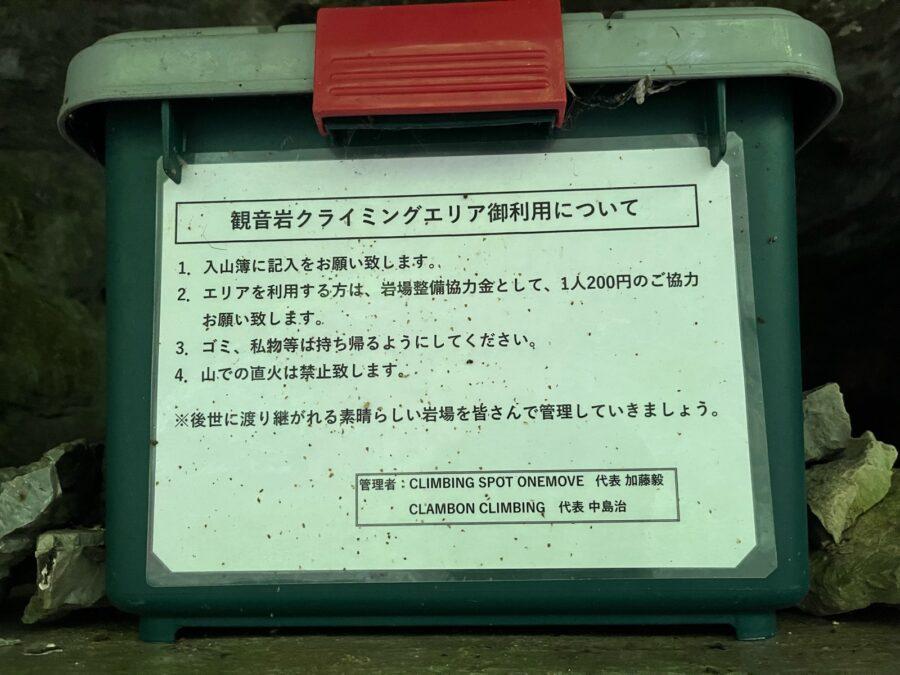 観音岩クライミングエリア御利用について
1. 入山簿に記入をお願い致します。
2. エリアを利用する方は、岩場整備協力金として、1人200円のご協力
お願い致します。
3. ゴミ、私物等は持ち帰るようにしてください。
4. 山での直火は禁止致します。
※後世に渡り継がれる素晴らしい岩場を皆さんで管理していきましょう。
管理者：CLIMBING SPOT ONEMOVE 代表 加藤毅
CLAMBON CLIMBING 代表 中島治